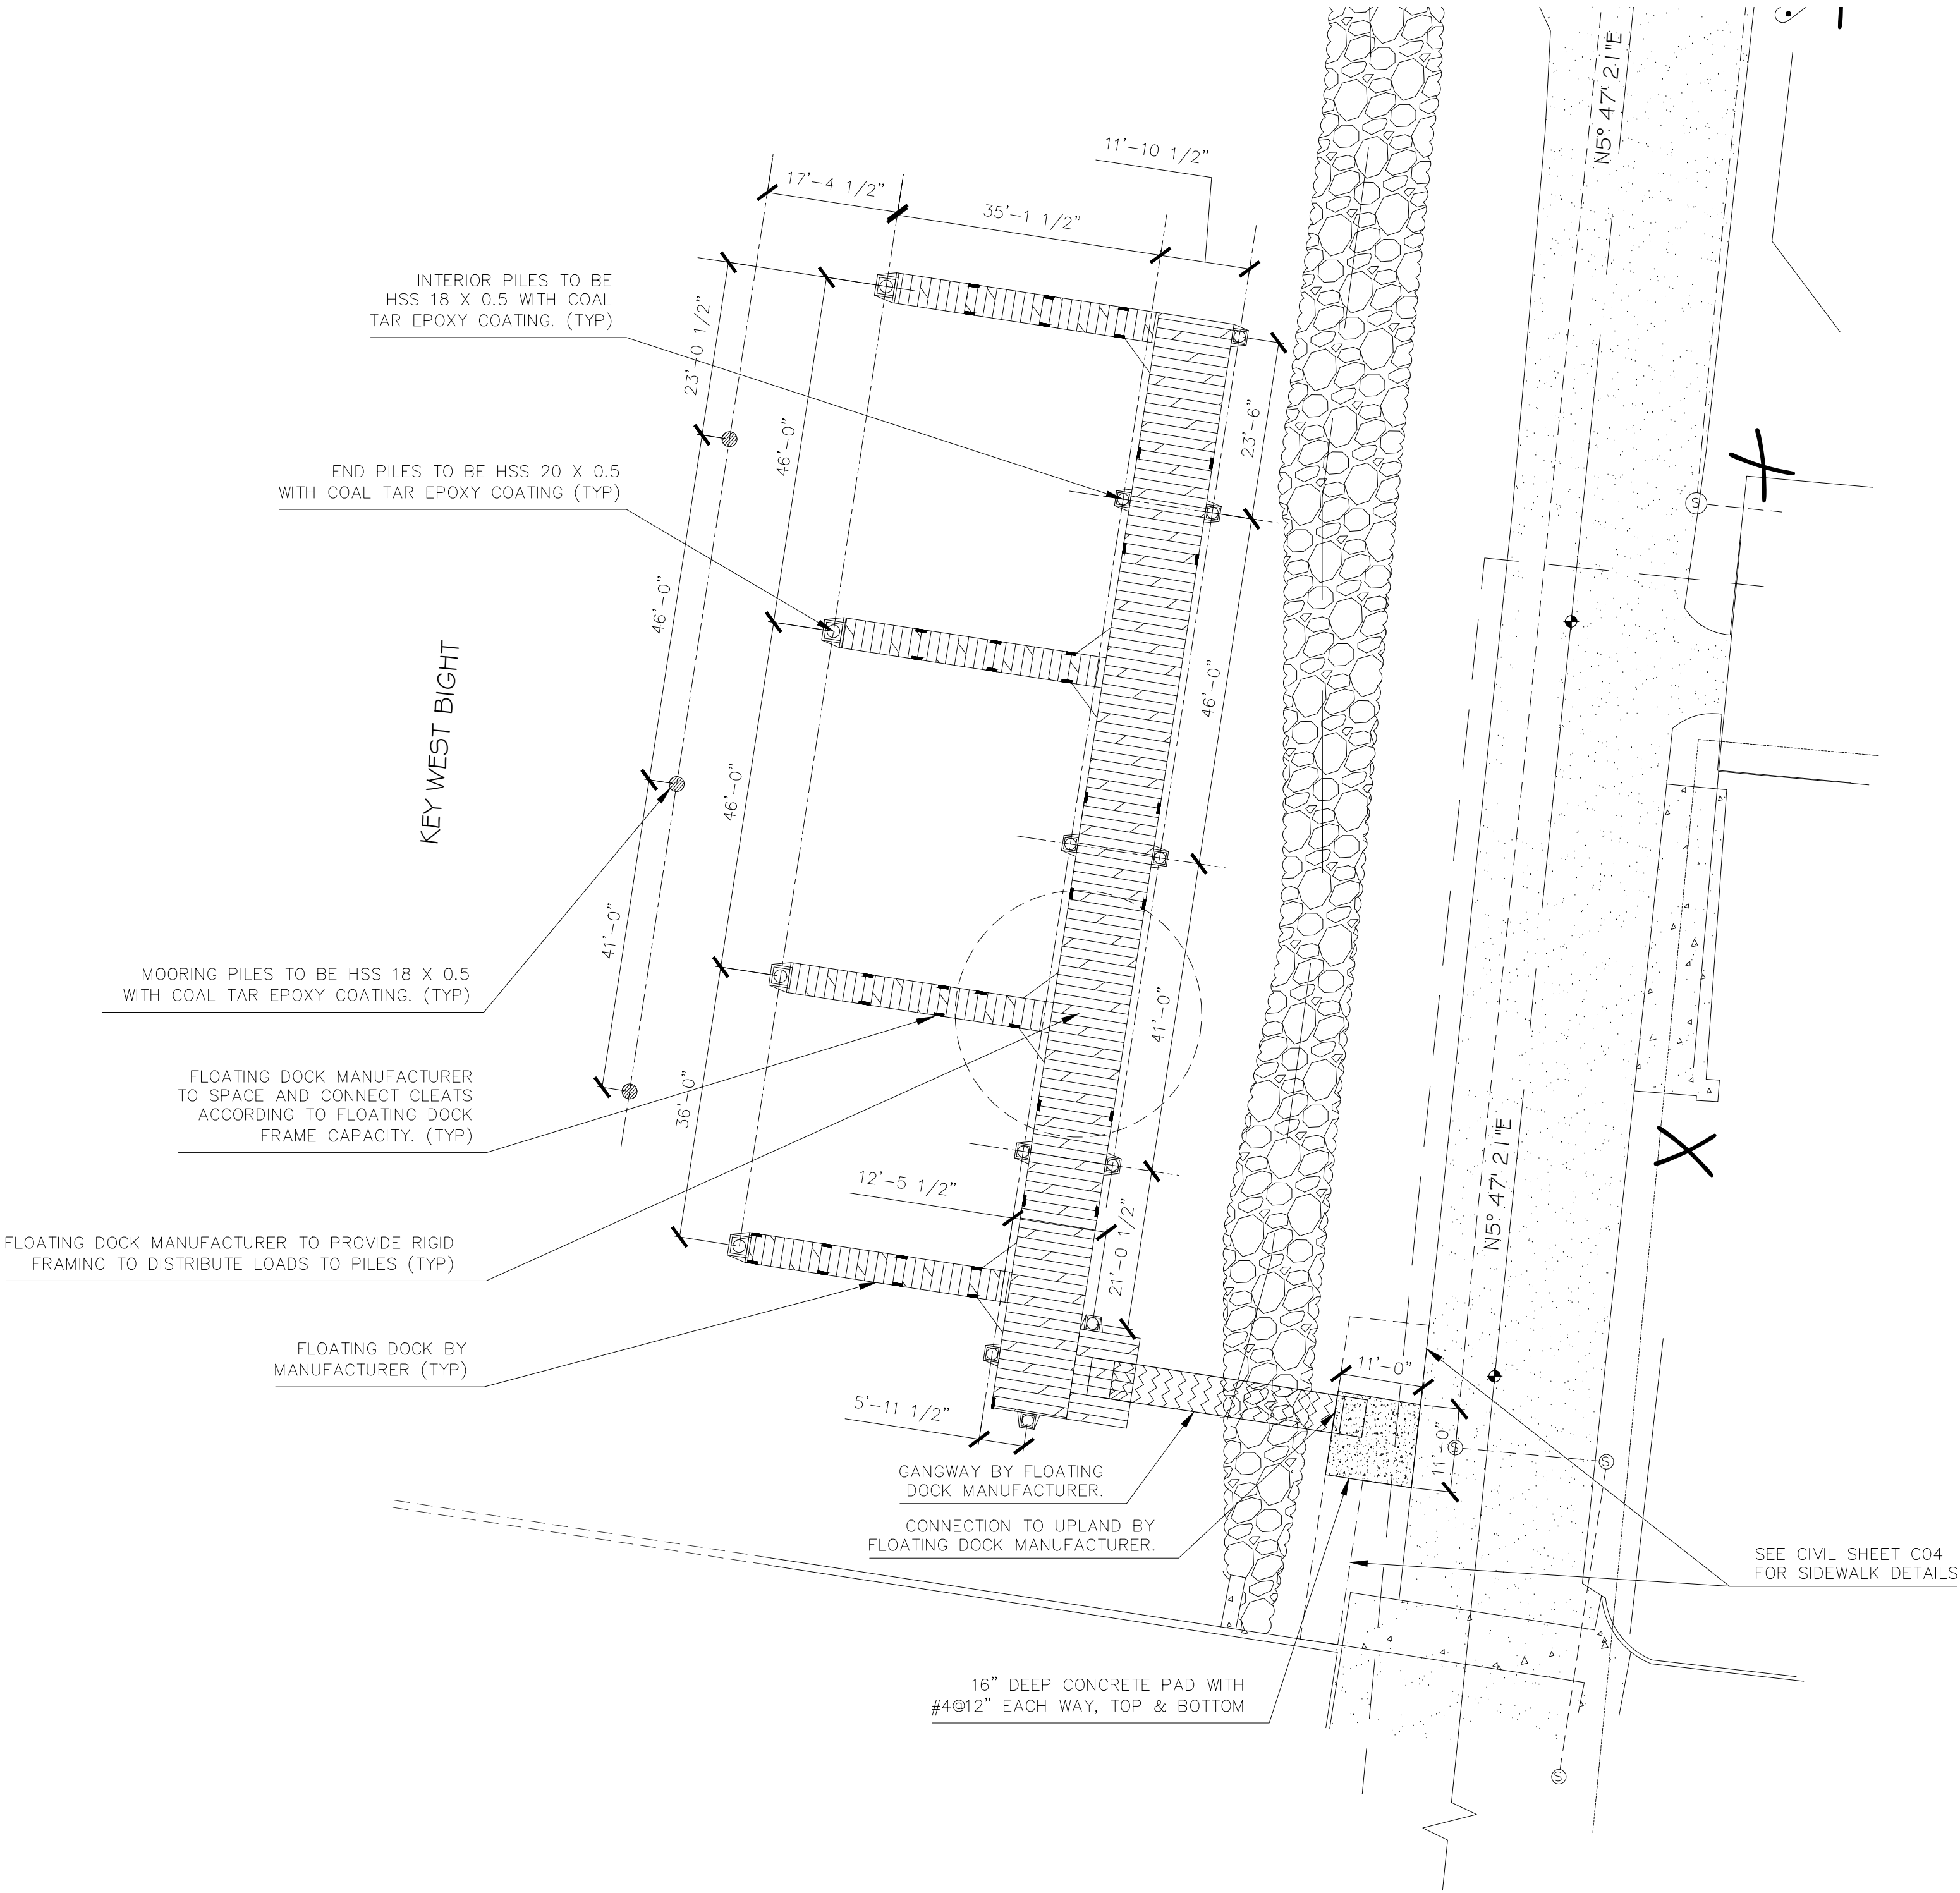 N5° 47' 21"E
11'-10 1/2"
17'-4 1/2"
35'-1 1/2"
INTERIOR PILES TO BE
HSS 18 X 0.5 WITH COAL
TAR EPOXY COATING. (TYP)
23'-0 1/2"
46'-0"
23'-6"
END PILES TO BE HSS 20 X 0.5
WITH COAL TAR EPOXY COATING (TYP)
S
46'-0"
46'-0"
KEY WEST BIGHT
46'-0"
41'-0"
MOORING PILES TO BE HSS 18 X 0.5
WITH COAL TAR EPOXY COATING. (TYP)
41'-0"
FLOATING DOCK MANUFACTURER
TO SPACE AND CONNECT CLEATS
ACCORDING TO FLOATING DOCK
FRAME CAPACITY. (TYP)
36'-0"
N5° 47' 21"E
12'-5 1/2"
FLOATING DOCK MANUFACTURER TO PROVIDE RIGID
FRAMING TO DISTRIBUTE LOADS TO PILES (TYP)
21'-0 1/2"
FLOATING DOCK BY
MANUFACTURER (TYP)
11'-0"
5'-11 1/2"
11'-0"
S
S
GANGWAY BY FLOATING
DOCK MANUFACTURER.
CONNECTION TO UPLAND BY
FLOATING DOCK MANUFACTURER.
SEE CIVIL SHEET C04
FOR SIDEWALK DETAILS
16" DEEP CONCRETE PAD WITH
#4@12" EACH WAY, TOP & BOTTOM
S